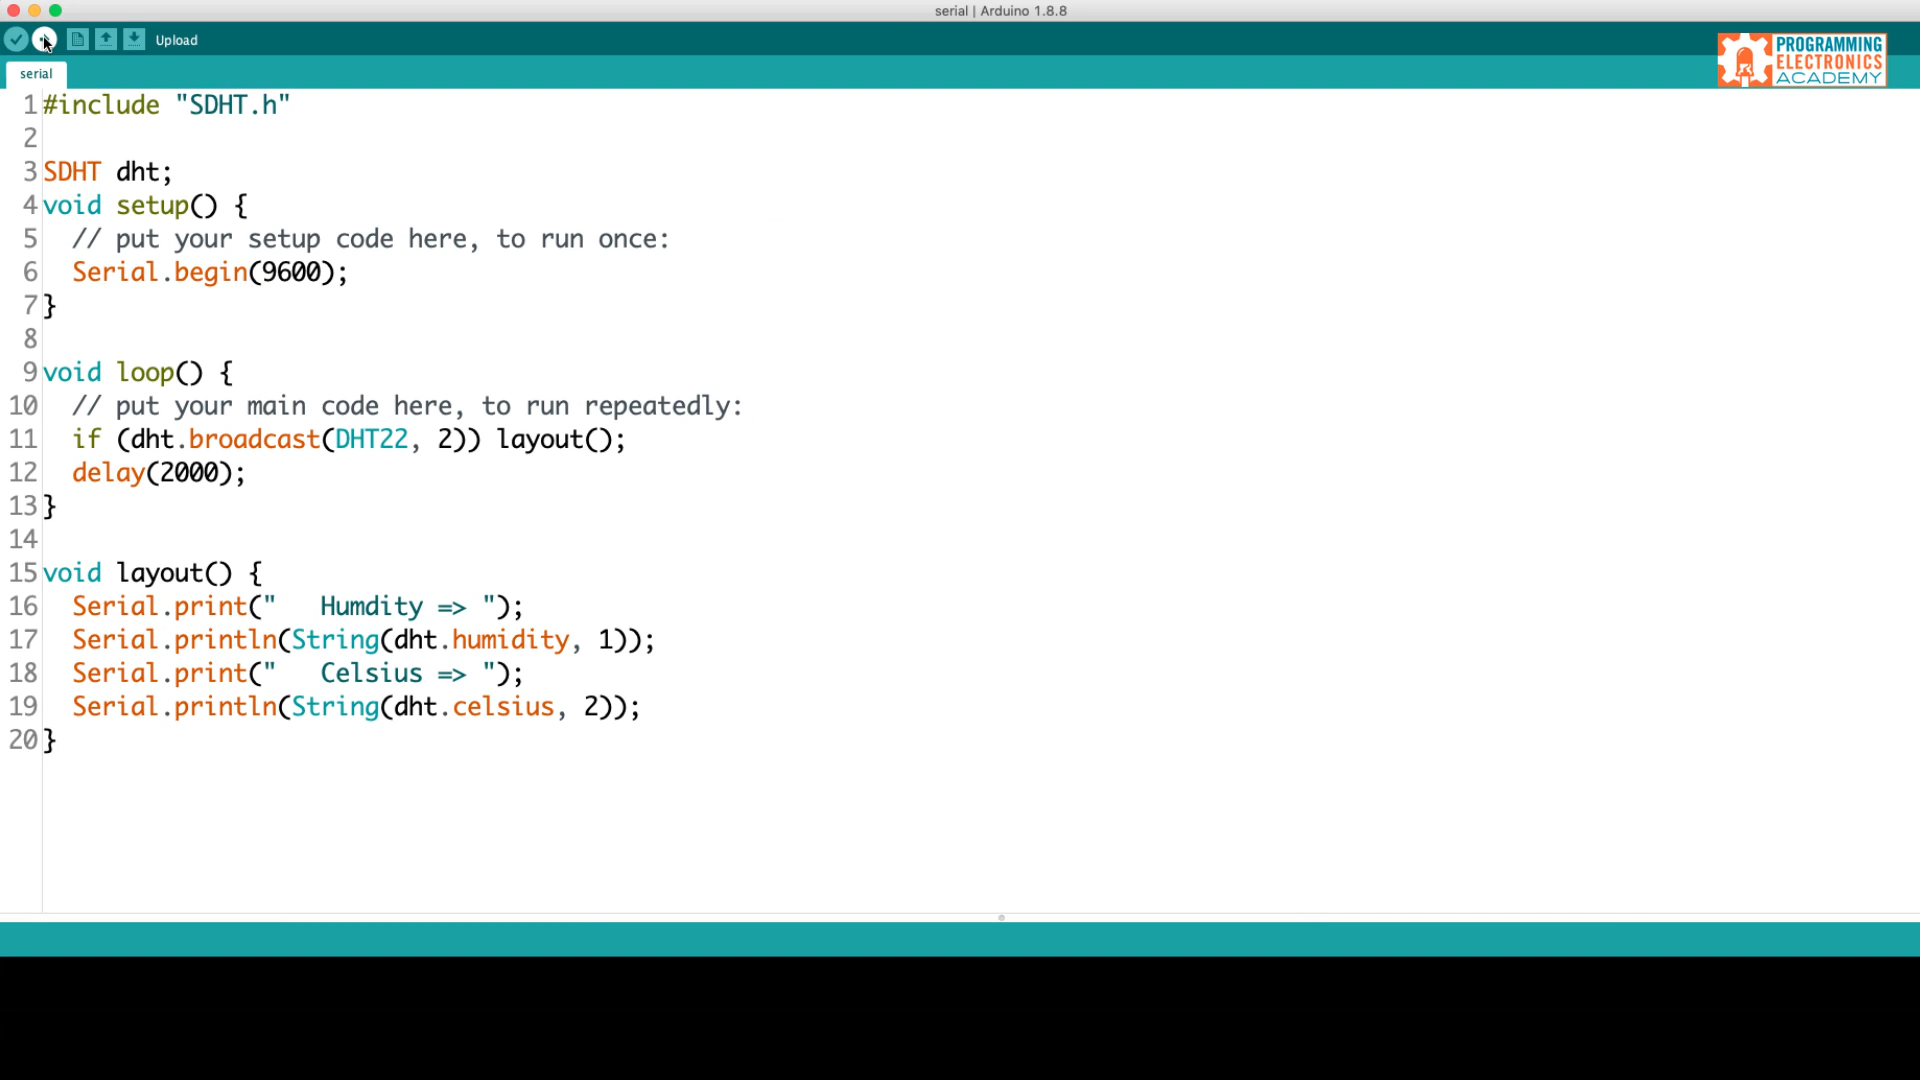 serial | Arduino 1.8.8
Upload
PROGRAMMING
ELECTRONICS
ACADEMY
serial
1 #include "SDHT.h"
2
3 SDHT dht;
4 void setup() {
5   // put your setup code here, to run once:
6   Serial.begin(9600);
7 }
8
9 void loop() {
10   // put your main code here, to run repeatedly:
11   if (dht.broadcast(DHT22, 2)) layout();
12   delay(2000);
13 }
14
15 void layout() {
16   Serial.print("   Humdity => ");
17   Serial.println(String(dht.humidity, 1));
18   Serial.print("   Celsius => ");
19   Serial.println(String(dht.celsius, 2));
20 }